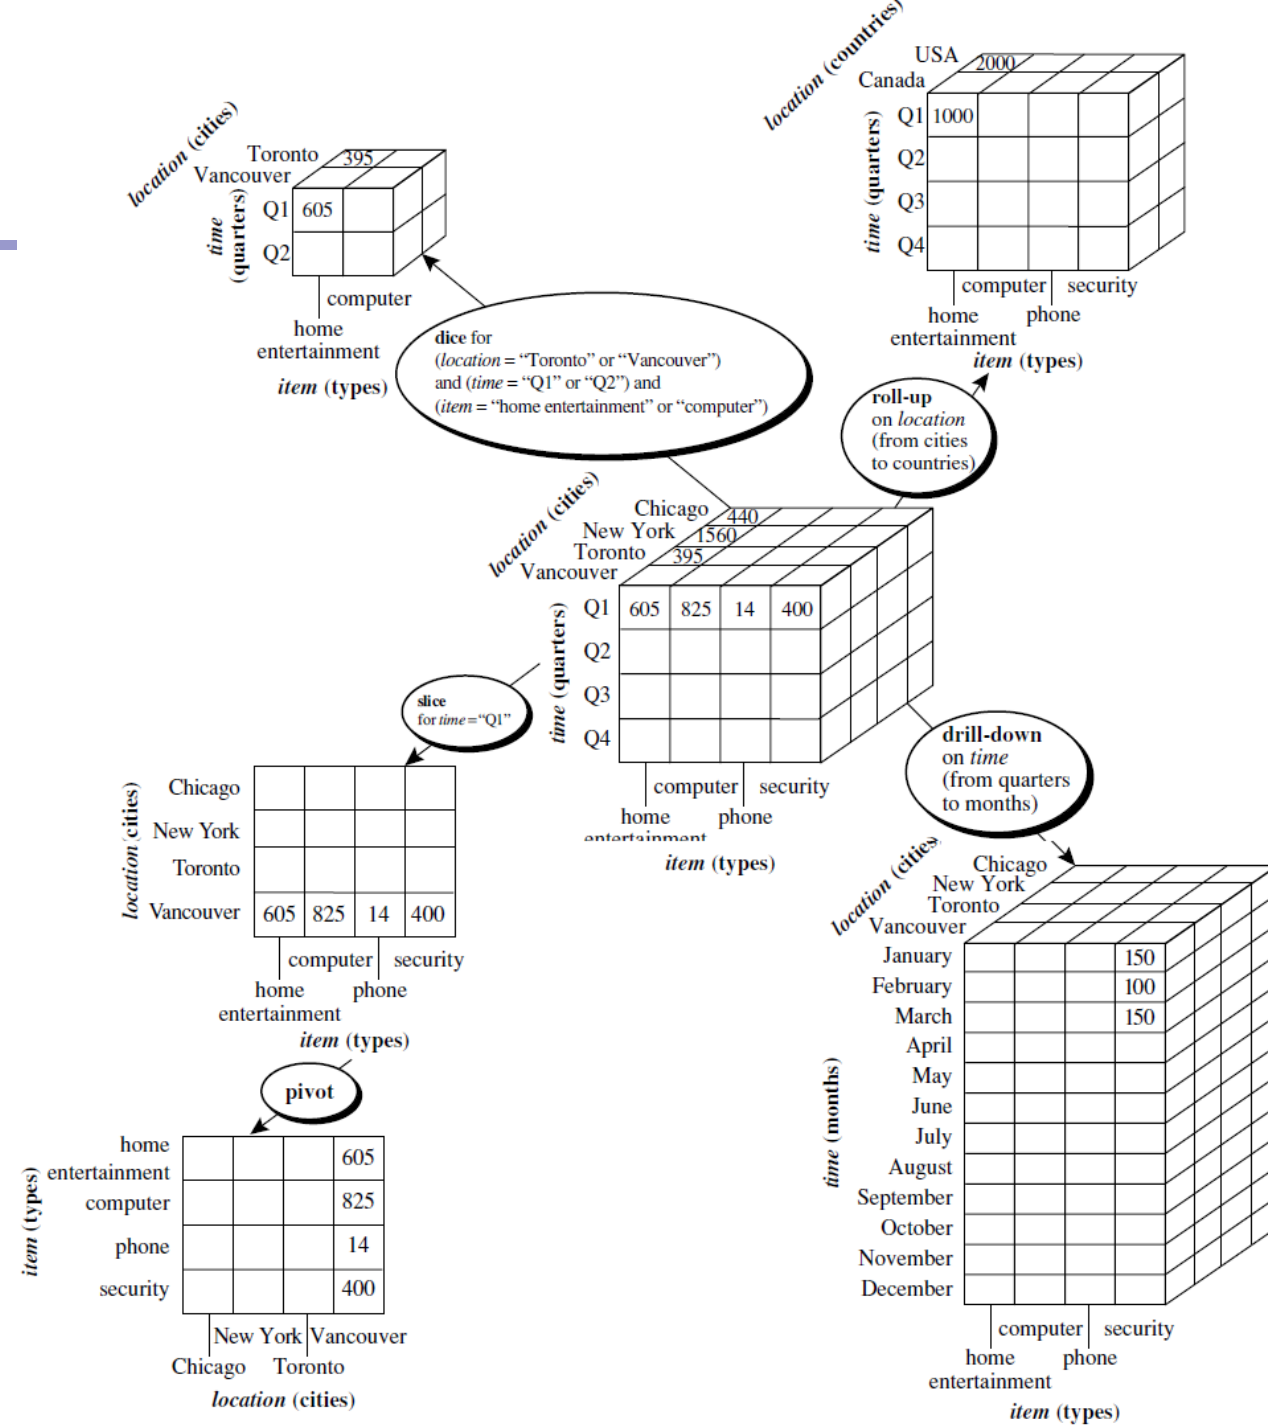 location (cities)
Toronto
395
Vancouver
time
(quarters)
Q1
605
Q2
computer
home
entertainment
item (types)
location (countries)
USA
2000
Canada
time (quarters)
Q1
1000
Q2
Q3
Q4
computer
security
home
phone
entertainment
item (types)
dice for
(location = “Toronto” or “Vancouver”)
and (time = “Q1” or “Q2”) and
(item = “home entertainment” or “computer”)
roll-up
on location
(from cities
to countries)
location (cities)
Chicago
440
New York
1560
Toronto
395
Vancouver
time (quarters)
Q1
605 825 14 400
Q2
Q3
Q4
computer
security
home
phone
entertainment
item (types)
slice
for time = “Q1”
location (cities)
Chicago
New York
Toronto
Vancouver
605 825 14 400
computer
security
home
phone
entertainment
item (types)
drill-down
on time
(from quarters
to months)
location (cities)
Chicago
New York
Toronto
Vancouver
time (months)
January
150
February
100
March
150
April
May
June
July
August
September
October
November
December
computer
security
home
phone
entertainment
item (types)
pivot
item (types)
home
entertainment
605
computer
825
phone
14
security
400
New York
Vancouver
Chicago
Toronto
location (cities)